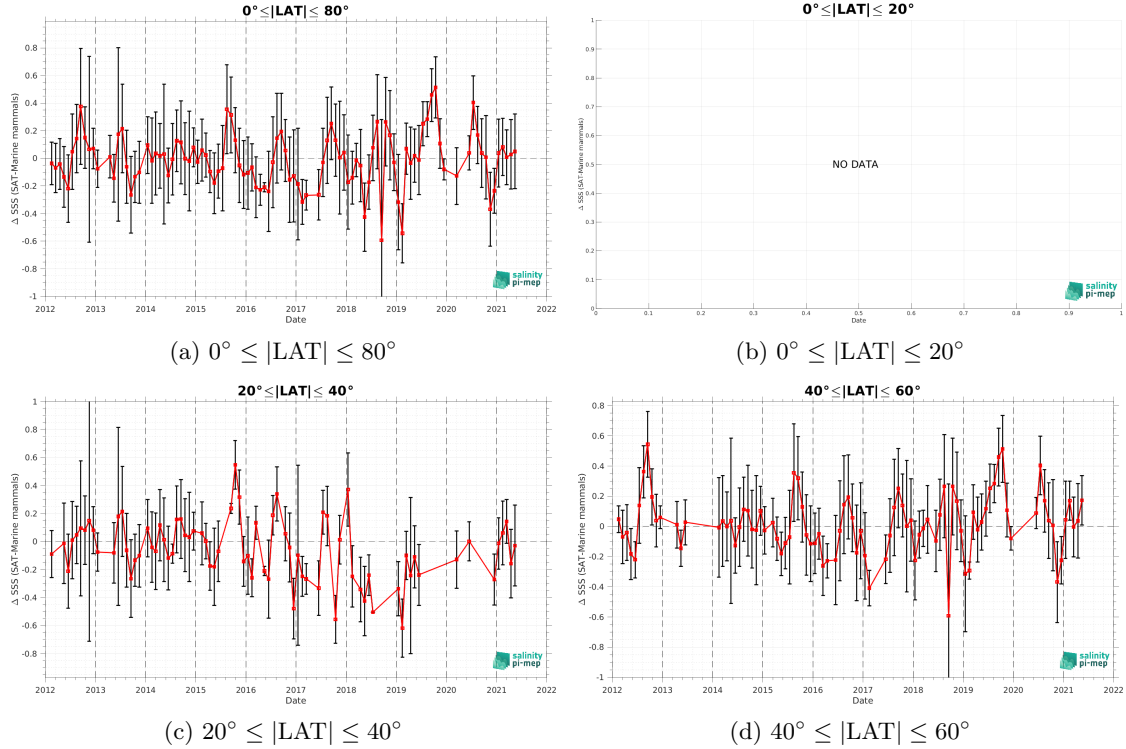 0°≤|LAT|≤ 80°
Δ SSS (SAT-Marine mammals)
0.8
0.6
0.4
0.2
0
-0.2
-0.4
-0.6
-0.8
-1
2012 2013 2014 2015 2016 2017 2018 2019 2020 2021 2022
Date
salinity
pi-mep
(a) 0° ≤ |LAT| ≤ 80°
0°≤|LAT|≤ 20°
Δ SSS (SAT-Marine mammals)
1
0.9
0.8
0.7
0.6
0.5
0.4
0.3
0.2
0.1
0
NO DATA
0 0.1 0.2 0.3 0.4 0.5 0.6 0.7 0.8 0.9 1
Date
salinity
pi-mep
(b) 0° ≤ |LAT| ≤ 20°
20°≤|LAT|≤ 40°
Δ SSS (SAT-Marine mammals)
1
0.8
0.6
0.4
0.2
0
-0.2
-0.4
-0.6
-0.8
2012 2013 2014 2015 2016 2017 2018 2019 2020 2021 2022
Date
salinity
pi-mep
(c) 20° ≤ |LAT| ≤ 40°
40°≤|LAT|≤ 60°
Δ SSS (SAT-Marine mammals)
0.8
0.6
0.4
0.2
0
-0.2
-0.4
-0.6
-0.8
-1
2012 2013 2014 2015 2016 2017 2018 2019 2020 2021 2022
Date
salinity
pi-mep
(d) 40° ≤ |LAT| ≤ 60°